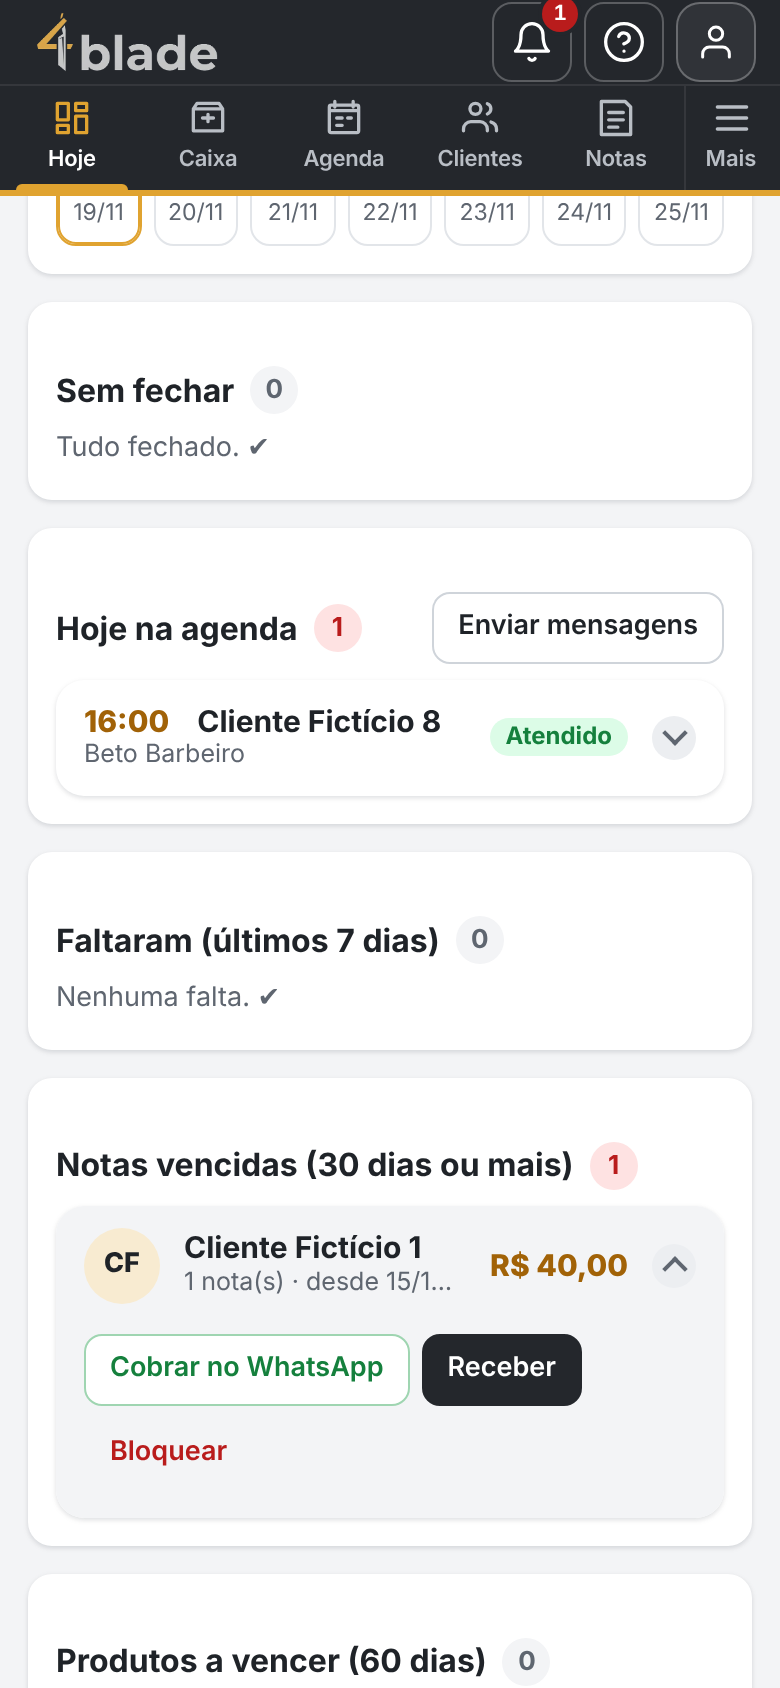 4blade
1
Hoje
Caixa
Agenda
Clientes
Notas
Mais
19/11
20/11
21/11
22/11
23/11
24/11
25/11
Sem fechar 0
Tudo fechado. ✔
Hoje na agenda 1
Enviar mensagens
16:00 Cliente Fictício 8
Beto Barbeiro
Atendido
Faltaram (últimos 7 dias) 0
Nenhuma falta. ✔
Notas vencidas (30 dias ou mais) 1
CF
Cliente Fictício 1
1 nota(s) · desde 15/1...
R$ 40,00
Cobrar no WhatsApp
Receber
Bloquear
Produtos a vencer (60 dias) 0